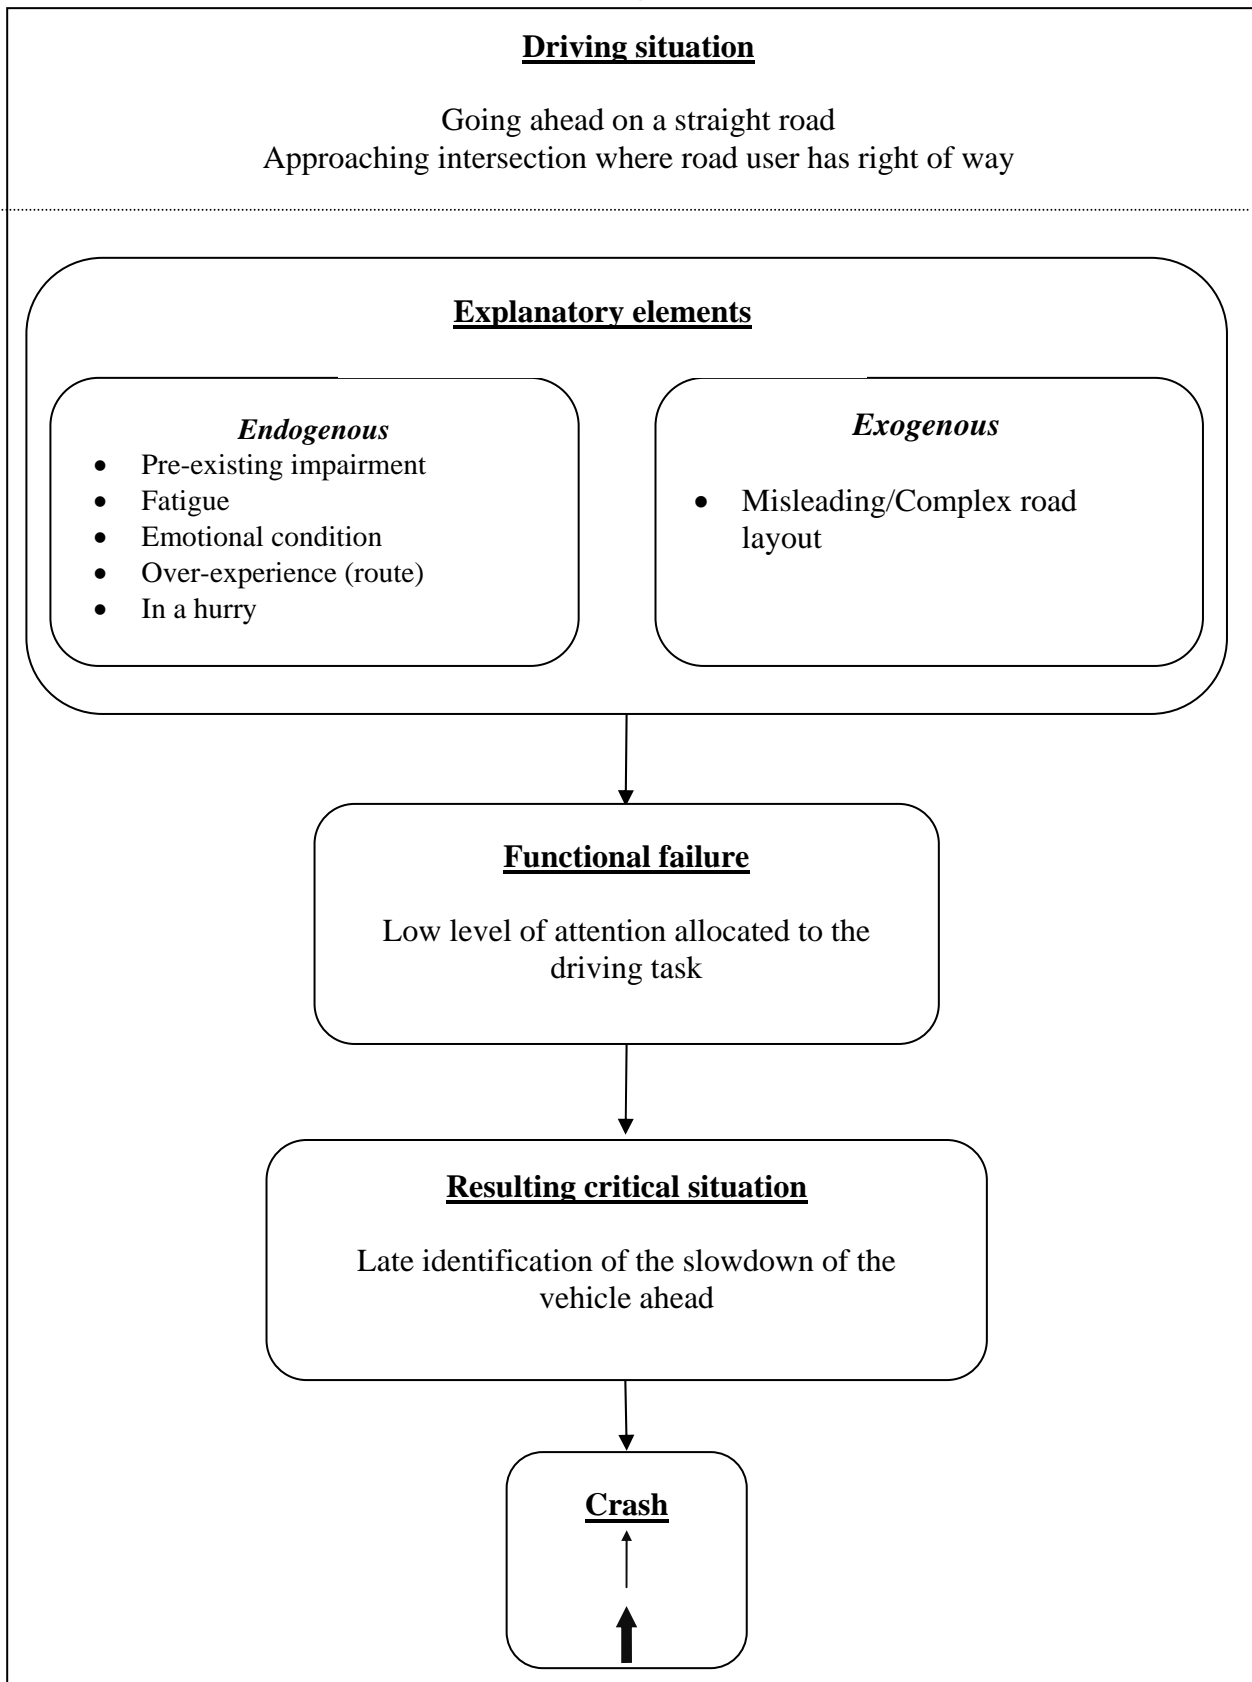 Driving situation
Going ahead on a straight road
Approaching intersection where road user has right of way
Explanatory elements
Endogenous
• Pre-existing impairment
• Fatigue
• Emotional condition
• Over-experience (route)
• In a hurry
Exogenous
• Misleading/Complex road
layout
Functional failure
Low level of attention allocated to the
driving task
Resulting critical situation
Late identification of the slowdown of the
vehicle ahead
Crash